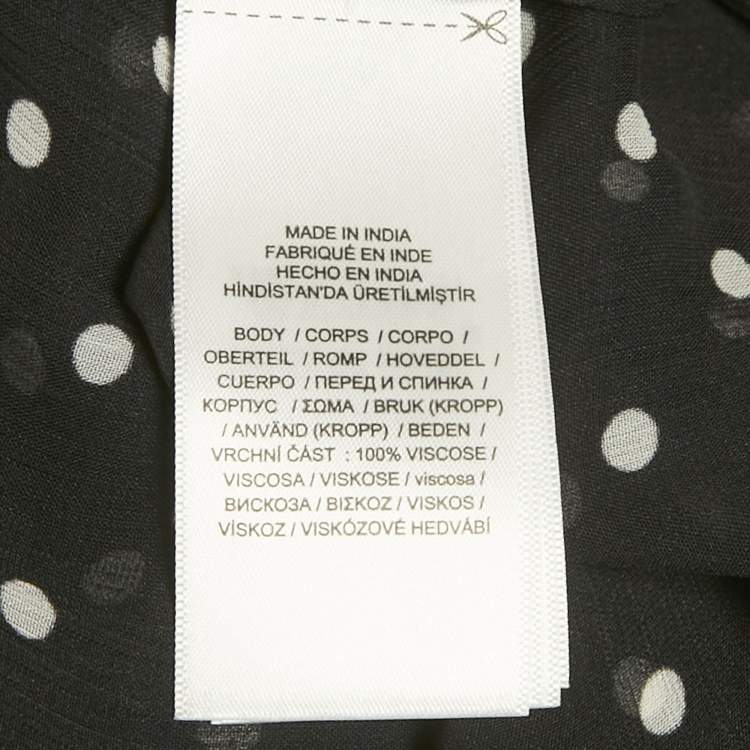 MADE IN INDIA
FABRIQUÉ EN INDE
HECHO EN INDIA
HİNDİSTAN'DA ÜRETİLMİŞTİR
BODY / CORPS / CORPO /
OBERTEIL / ROMP / HOVEDDEL /
CUERPO / ПЕРЕД И СПИНКА /
КОРПУС / ΣΩΜΑ / BRUK (KROPP)
/ ANVÄND (KROPP) / BEDEN /
VRCHNÍ ČÁST : 100% VISCOSE /
VISCOSA / VISKOSE / viscosa /
ВИСКОЗА / ΒΙΣΚΟΖ / VISKOS /
VİSKOZ / VISKÓZOVÉ HEDVÁBÍ